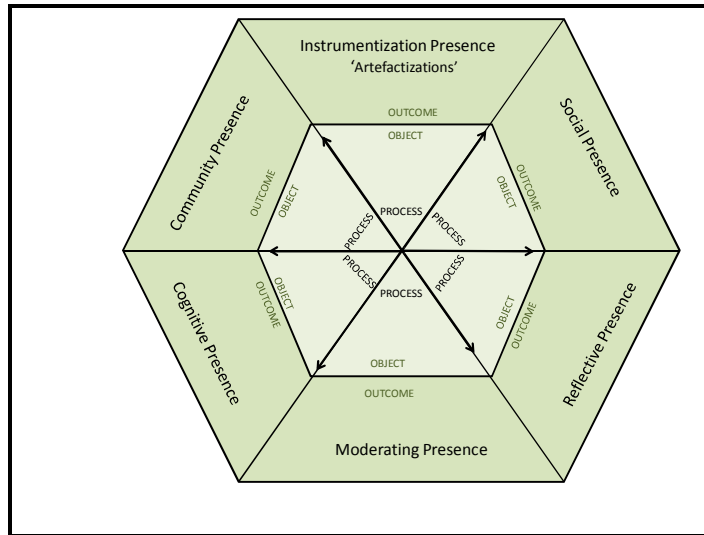 Instrumentization Presence
'Artefactizations'
Community Presence
Social Presence
OUTCOME
OBJECT
OUTCOME
OBJECT
OUTCOME
OBJECT
PROCESS
PROCESS
PROCESS
PROCESS
PROCESS
PROCESS
OBJECT
OUTCOME
OBJECT
OUTCOME
OBJECT
OUTCOME
Cognitive Presence
Reflective Presence
Moderating Presence